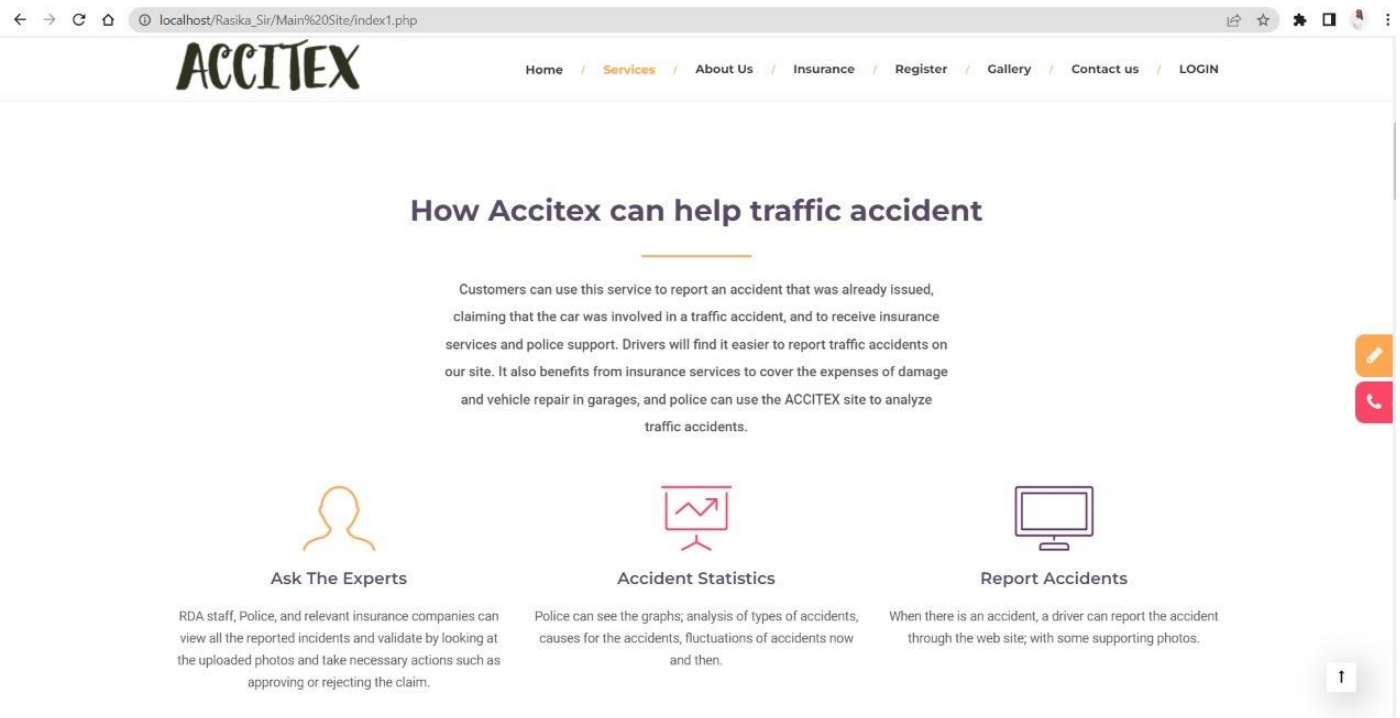 localhost/Rasika_Sir/Main%20Site/index1.php
ACCITEX
Home / Services / About Us / Insurance / Register / Gallery / Contact us / LOGIN
How Accitex can help traffic accident
Customers can use this service to report an accident that was already issued,
claiming that the car was involved in a traffic accident, and to receive insurance
services and police support. Drivers will find it easier to report traffic accidents on
our site. It also benefits from insurance services to cover the expenses of damage
and vehicle repair in garages, and police can use the ACCITEX site to analyze
traffic accidents.
Ask The Experts
RDA staff, Police, and relevant insurance companies can
view all the reported incidents and validate by looking at
the uploaded photos and take necessary actions such as
approving or rejecting the claim.
Accident Statistics
Police can see the graphs; analysis of types of accidents,
causes for the accidents, fluctuations of accidents now
and then.
Report Accidents
When there is an accident, a driver can report the accident
through the web site; with some supporting photos.